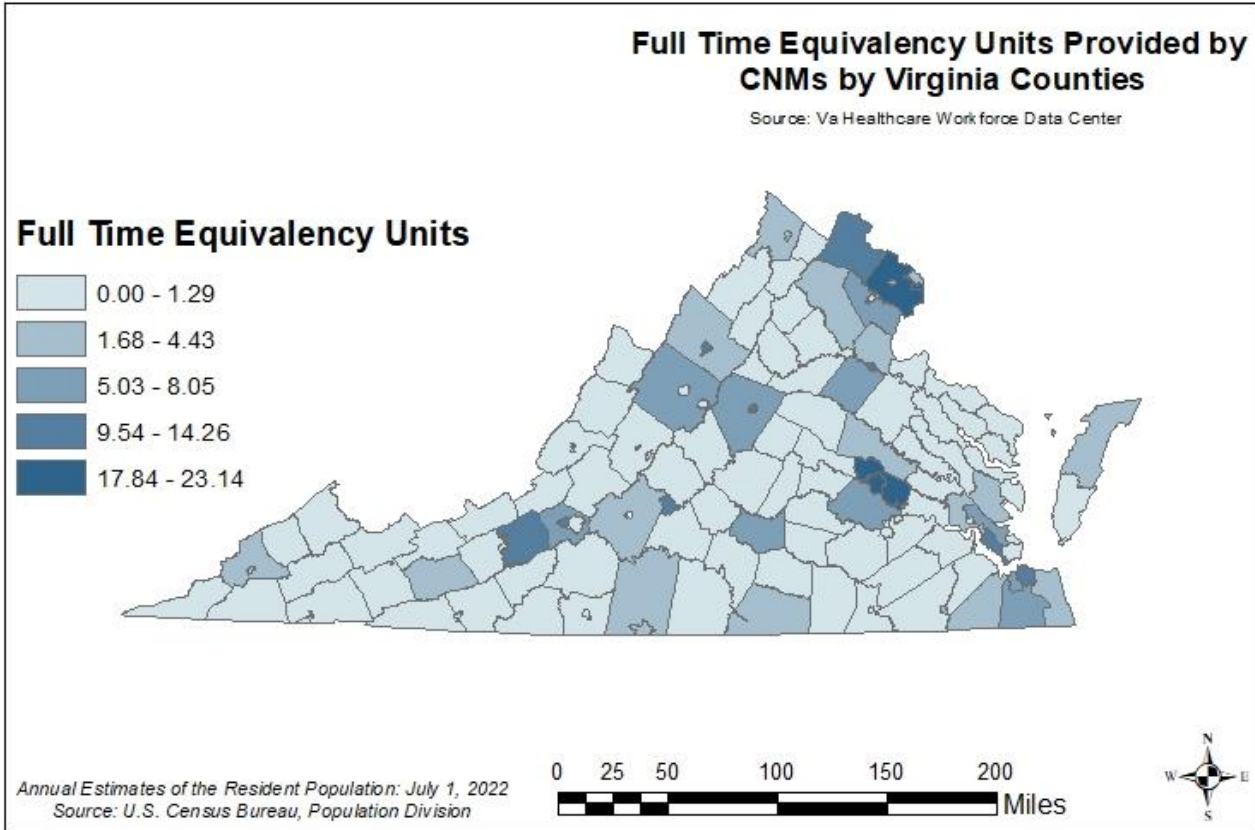 Full Time Equivalency Units Provided by
CNMs by Virginia Counties
Source: Va Healthcare Workforce Data Center
Full Time Equivalency Units
0.00 - 1.29
1.68 - 4.43
5.03 - 8.05
9.54 - 14.26
17.84 - 23.14
Annual Estimates of the Resident Population: July 1, 2022
Source: U.S. Census Bureau, Population Division
0 25 50 100 150 200
Miles
N
W E
S